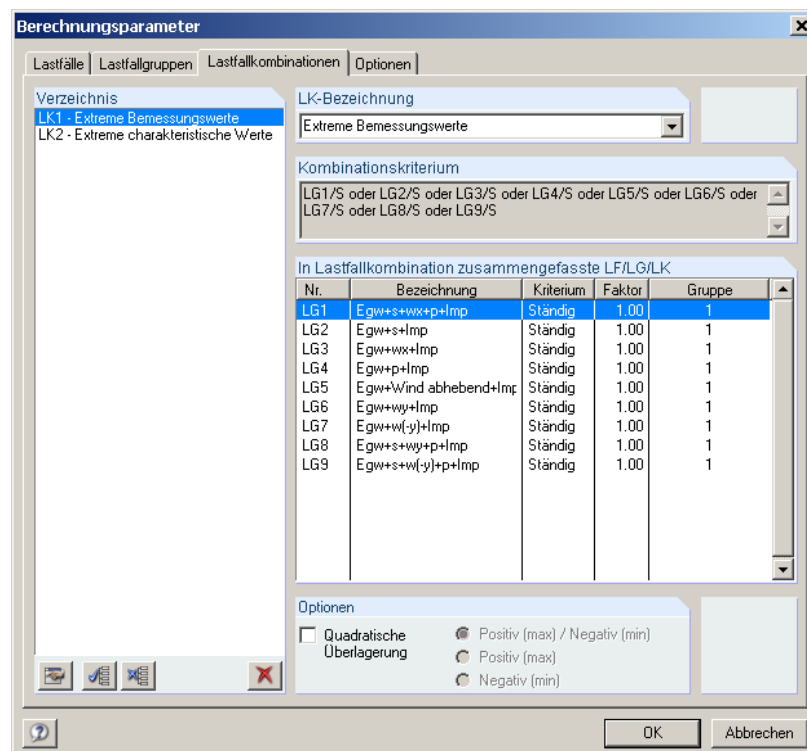 Berechnungsparameter
Lastfälle Lastfallgruppen Lastfallkombinationen Optionen
Verzeichnis
LK1 - Extreme Bemessungswerte
LK2 - Extreme charakteristische Werte
LK-Bezeichnung
Extreme Bemessungswerte
Kombinationskriterium
LG1/S oder LG2/S oder LG3/S oder LG4/S oder LG5/S oder LG6/S oder
LG7/S oder LG8/S oder LG9/S
In Lastfallkombination zusammengefasste LF/LG/LK
Nr. Bezeichnung Kriterium Faktor Gruppe
LG1 Egw+s+wx+p+Imp Ständig 1.00 1
LG2 Egw+s+Imp Ständig 1.00 1
LG3 Egw+wx+Imp Ständig 1.00 1
LG4 Egw+p+Imp Ständig 1.00 1
LG5 Egw+Wind abhebend+Imp Ständig 1.00 1
LG6 Egw+wy+Imp Ständig 1.00 1
LG7 Egw+w(-y)+Imp Ständig 1.00 1
LG8 Egw+s+wy+p+Imp Ständig 1.00 1
LG9 Egw+s+w(-y)+p+Imp Ständig 1.00 1
Optionen
Quadratische
Überlagerung
Positiv (max) / Negativ (min)
Positiv (max)
Negativ (min)
OK Abbrechen